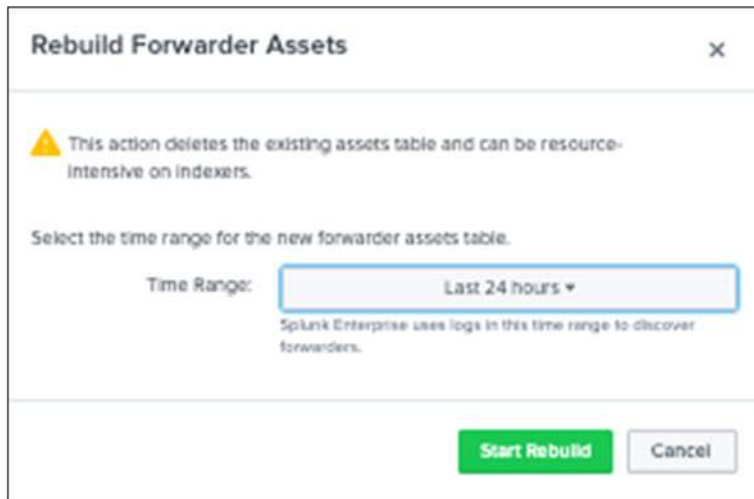 Rebuild Forwarder Assets
This action deletes the existing assets table and can be resource-
intensive on indexers.
Select the time range for the new forwarder assets table.
Time Range:
Last 24 hours
Splunk Enterprise uses logs in this time range to discover
forwarders.
Start Rebuild
Cancel